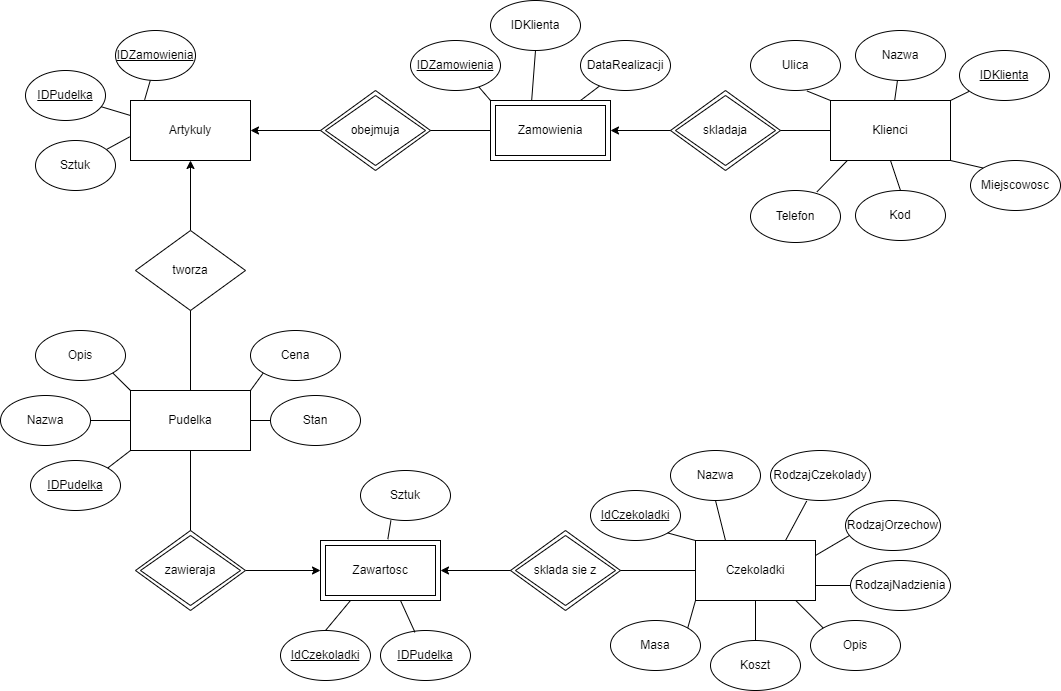 IDKlienta
IDZamowienia
IDZamowienia
DataRealizacji
Ulica
Nazwa
IDKlienta
IDPudelka
Artykuly
obejmuja
Zamowienia
skladaja
Klienci
Sztuk
Miejscowosc
Telefon
Kod
tworza
Opis
Cena
Nazwa
Pudelka
Stan
IDPudelka
Sztuk
Nazwa
RodzajCzekolady
IdCzekoladki
RodzajOrzechow
zawieraja
Zawartosc
sklada sie z
Czekoladki
RodzajNadzienia
IdCzekoladki
IDPudelka
Masa
Koszt
Opis